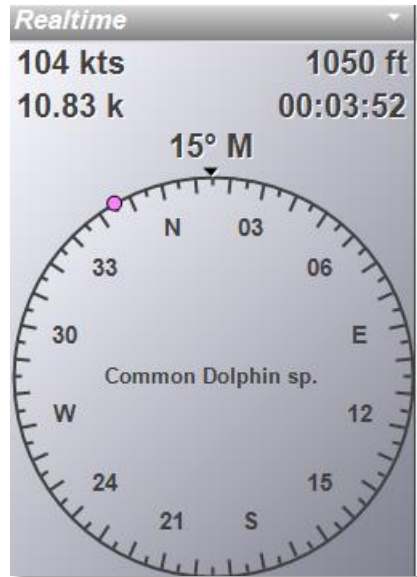 Realtime
104 kts 1050 ft
10.83 k 00:03:52
15° M
N 03
33 06
30 E
Common Dolphin sp.
W 12
24 15
21 S